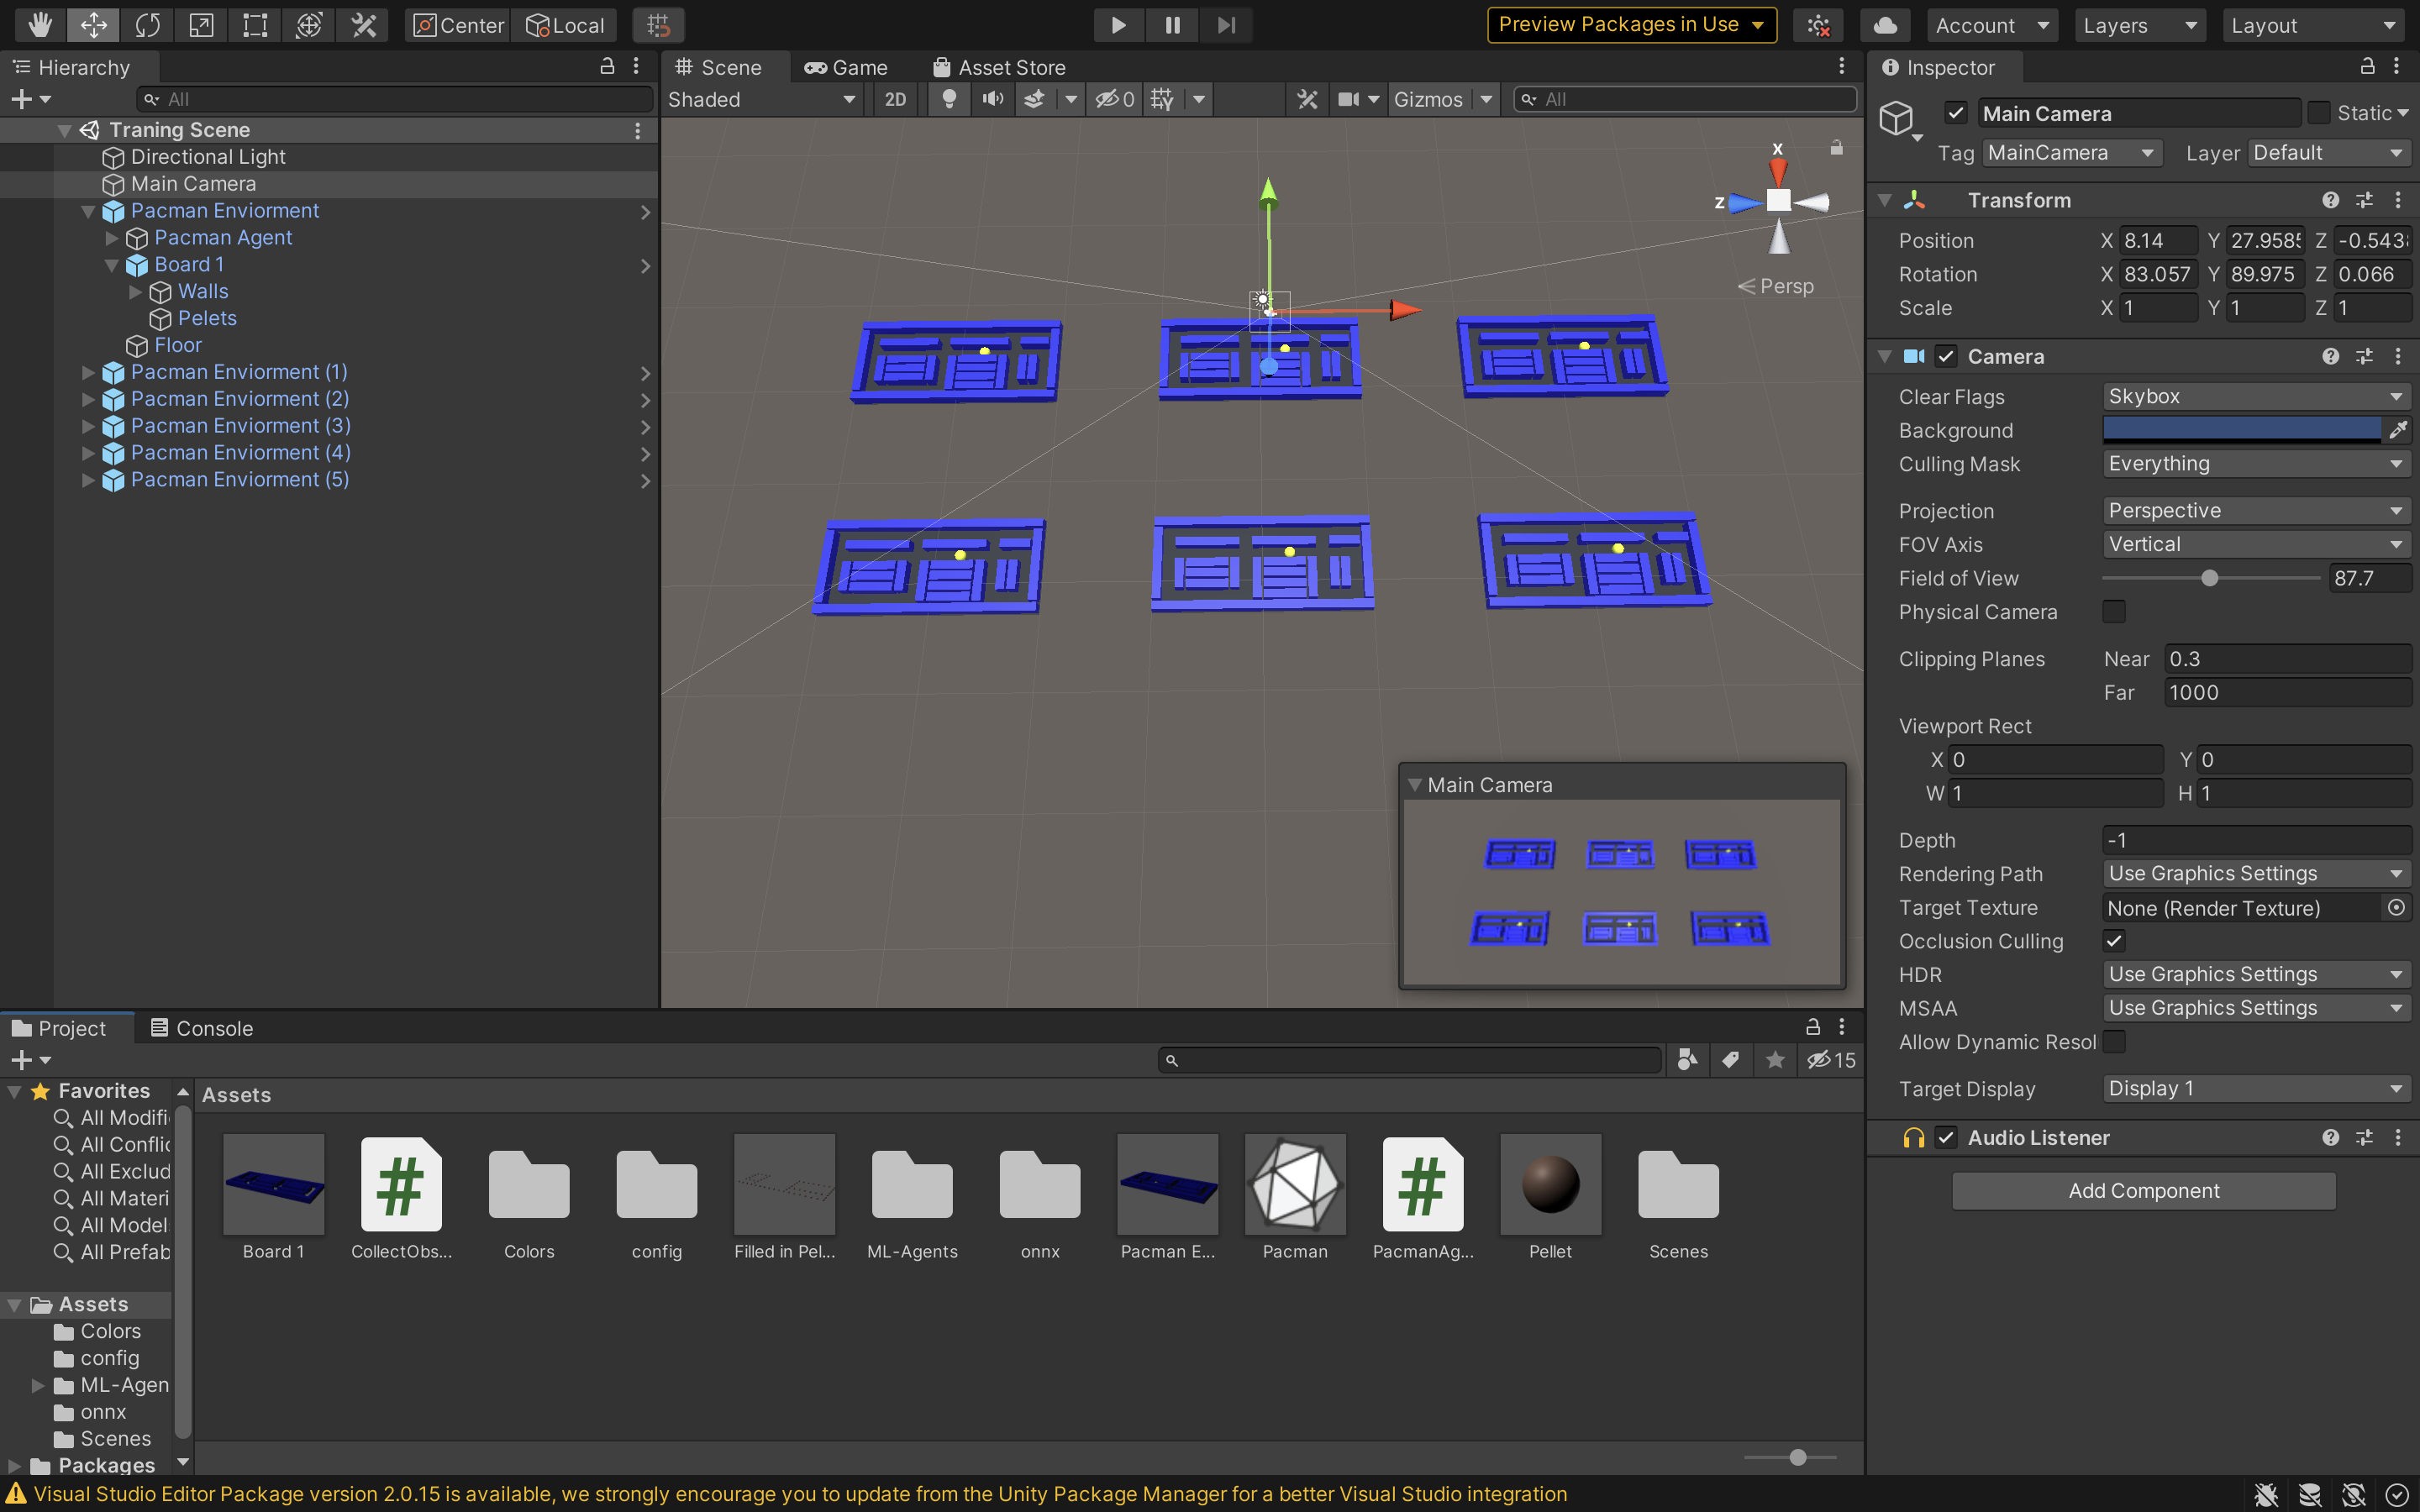 Center
Local
Preview Packages in Use
Account
Layers
Layout
Hierarchy
All
Traning Scene
Directional Light
Main Camera
Pacman Enviorment
Pacman Agent
Board 1
Walls
Pelets
Floor
Pacman Enviorment (1)
Pacman Enviorment (2)
Pacman Enviorment (3)
Pacman Enviorment (4)
Pacman Enviorment (5)
Scene
Game
Asset Store
Shaded
2D
0
Gizmos
All
x
z
Persp
Main Camera
Inspector
Main Camera
Static
Tag MainCamera
Layer Default
Transform
Position X 8.14 Y 27.958 Z -0.543
Rotation X 83.057 Y 89.975 Z 0.066
Scale X 1 Y 1 Z 1
Camera
Clear Flags Skybox
Background
Culling Mask Everything
Projection Perspective
FOV Axis Vertical
Field of View 87.7
Physical Camera
Clipping Planes Near 0.3
Far 1000
Viewport Rect
X 0 Y 0
W 1 H 1
Depth -1
Rendering Path Use Graphics Settings
Target Texture None (Render Texture)
Occlusion Culling
HDR Use Graphics Settings
MSAA Use Graphics Settings
Allow Dynamic Resol
Target Display Display 1
Audio Listener
Add Component
Project
Console
15
Favorites
All Modifi
All Conflic
All Exclud
All Materi
All Model
All Prefab
Assets
Colors
config
ML-Agen
onnx
Scenes
Packages
Assets
Board 1
CollectObs...
Colors
config
Filled in Pel...
ML-Agents
onnx
Pacman E...
Pacman
PacmanAg...
Pellet
Scenes
Visual Studio Editor Package version 2.0.15 is available, we strongly encourage you to update from the Unity Package Manager for a better Visual Studio integration